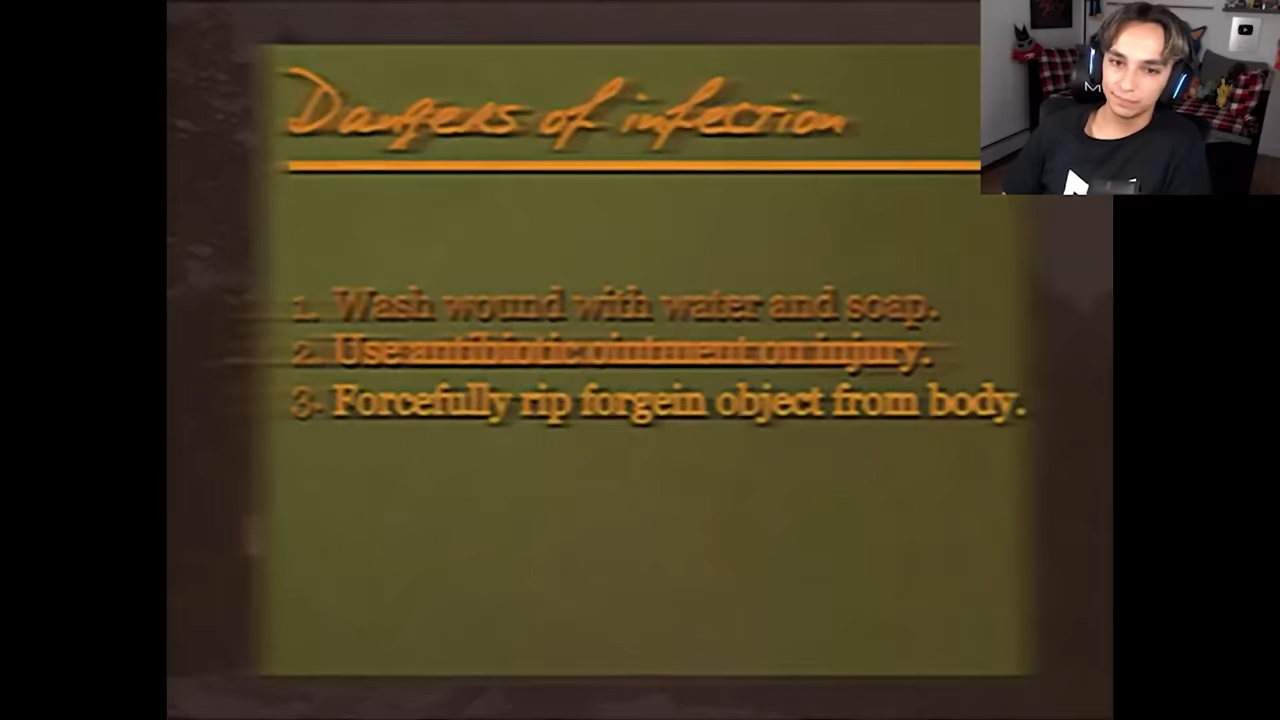 Dangers of infection
1. Wash wound with water and soap.
2. Use antibiotic ointment on injury.
3. Forcefully rip forgein object from body.